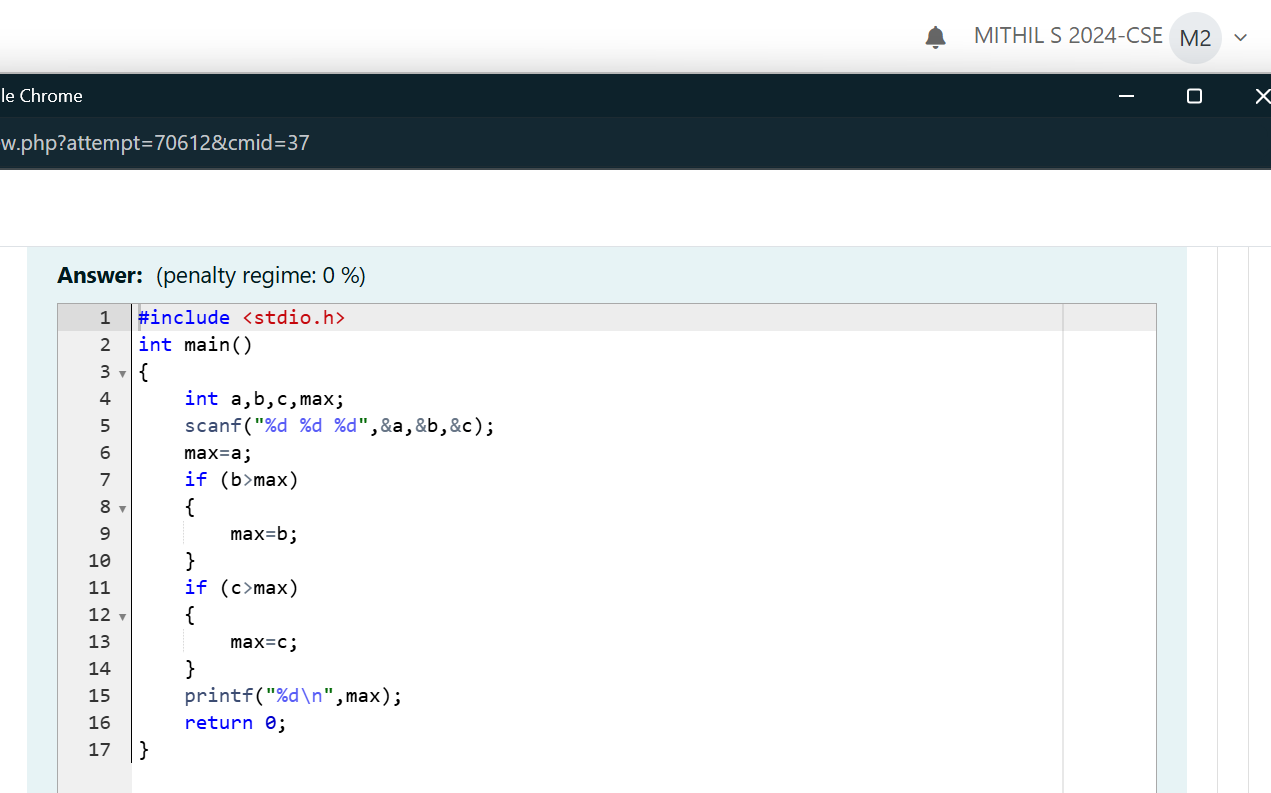 MITHIL S 2024-CSE M2
le Chrome
w.php?attempt=70612&cmid=37
Answer: (penalty regime: 0 %)
1 #include <stdio.h>
2 int main()
3 {
4     int a,b,c,max;
5     scanf("%d %d %d",&a,&b,&c);
6     max=a;
7     if (b>max)
8     {
9         max=b;
10     }
11     if (c>max)
12     {
13         max=c;
14     }
15     printf("%d\n",max);
16     return 0;
17 }